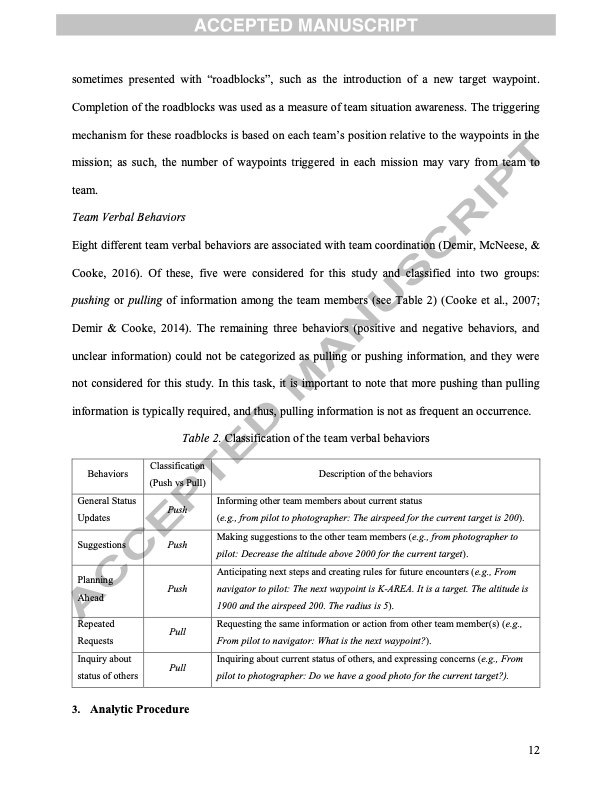 ACCEPTED MANUSCRIPT
sometimes presented with “roadblocks”, such as the introduction of a new target waypoint.
Completion of the roadblocks was used as a measure of team situation awareness. The triggering
mechanism for these roadblocks is based on each team’s position relative to the waypoints in the
mission; as such, the number of waypoints triggered in each mission may vary from team to
team.
Team Verbal Behaviors
Eight different team verbal behaviors are associated with team coordination (Demir, McNeese, &
Cooke, 2016). Of these, five were considered for this study and classified into two groups:
pushing or pulling of information among the team members (see Table 2) (Cooke et al., 2007;
Demir & Cooke, 2014). The remaining three behaviors (positive and negative behaviors, and
unclear information) could not be categorized as pulling or pushing information, and they were
not considered for this study. In this task, it is important to note that more pushing than pulling
information is typically required, and thus, pulling information is not as frequent an occurrence.
Table 2. Classification of the team verbal behaviors
Behaviors
Classification
(Push vs Pull)
Description of the behaviors
General Status
Updates
Push
Informing other team members about current status
(e.g., from pilot to photographer: The airspeed for the current target is 200).
Suggestions
Push
Making suggestions to the other team members (e.g., from photographer to
pilot: Decrease the altitude above 2000 for the current target).
Planning
Ahead
Push
Anticipating next steps and creating rules for future encounters (e.g., From
navigator to pilot: The next waypoint is K-AREA. It is a target. The altitude is
1900 and the airspeed 200. The radius is 5).
Repeated
Requests
Pull
Requesting the same information or action from other team member(s) (e.g.,
From pilot to navigator: What is the next waypoint?).
Inquiry about
status of others
Pull
Inquiring about current status of others, and expressing concerns (e.g., From
pilot to photographer: Do we have a good photo for the current target?).
3. Analytic Procedure
12
ACCEPTED MANUSCRIPT